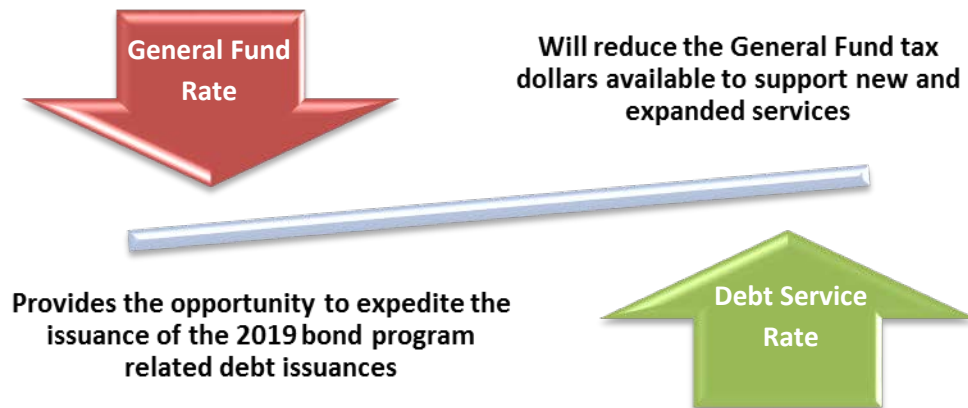 General Fund
Rate
Will reduce the General Fund tax
dollars available to support new and
expanded services
Provides the opportunity to expedite the
issuance of the 2019 bond program
related debt issuances
Debt Service
Rate